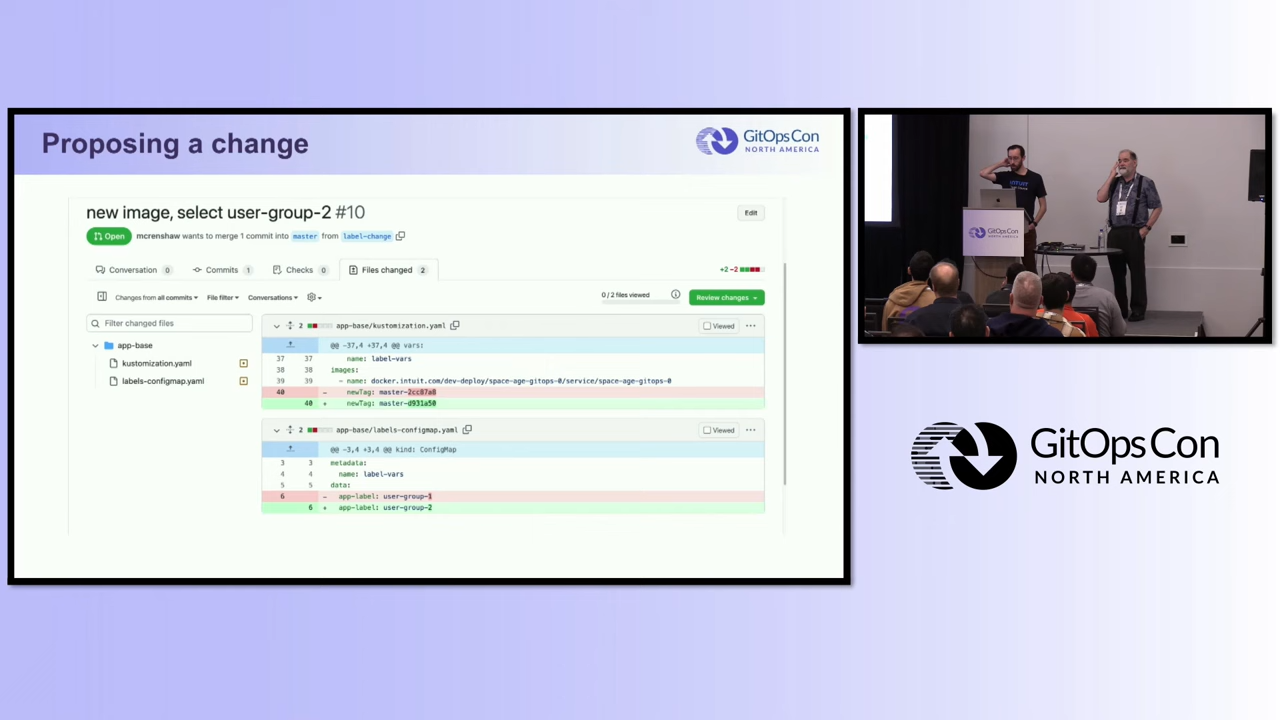 Proposing a change
GitOpsCon
NORTH AMERICA
new image, select user-group-2 #10
Edit
Open
mcrenshaw wants to merge 1 commit into master from label-change
Conversation 0
Commits 1
Checks 0
Files changed 2
+2 −2
Changes from all commits
File filter
Conversations
0 / 2 files viewed
Review changes
Filter changed files
app-base
kustomization.yaml
labels-configmap.yaml
2 app-base/kustomization.yaml
Viewed
@@ -37,4 +37,4 @@ vars:
37 37 name: label-vars
38 38 images:
39 39 - name: docker.intuit.com/dev-deploy/space-age-gitops-0/service/space-age-gitops-0
40 - newTag: master-2cc87a8
40 + newTag: master-d931a50
2 app-base/labels-configmap.yaml
Viewed
@@ -3,4 +3,4 @@ kind: ConfigMap
3 3 metadata:
4 4 name: label-vars
5 5 data:
6 - app-label: user-group-1
6 + app-label: user-group-2
INTUIT
GitOpsCon
GitOpsCon
NORTH AMERICA